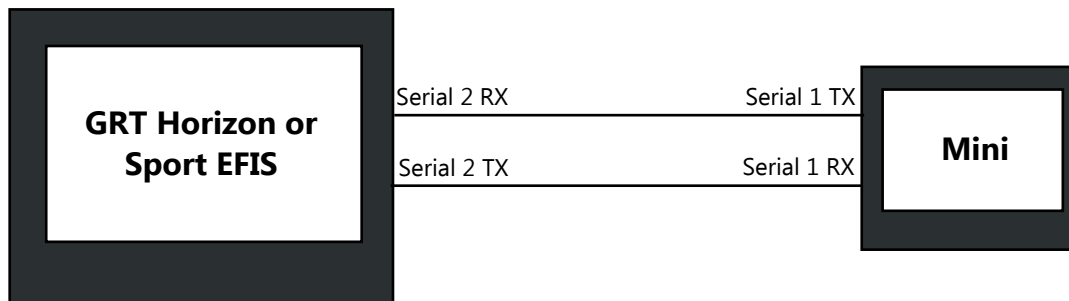 GRT Horizon or
Sport EFIS
Serial 2 RX
Serial 1 TX
Serial 2 TX
Serial 1 RX
Mini